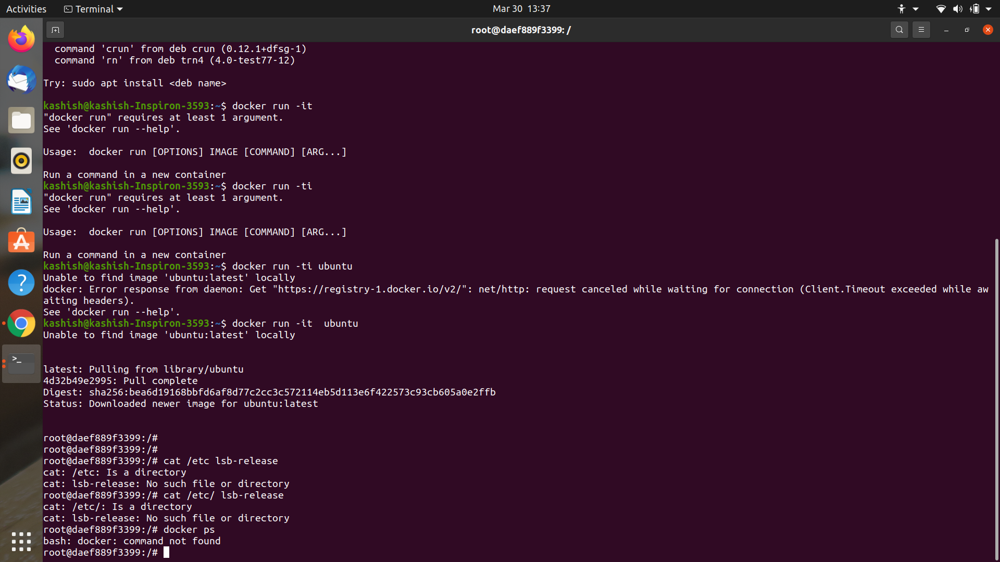 Activities Terminal Mar 30 13:37
root@daef889f3399: /
command 'crun' from deb crun (0.12.1+dfsg-1)
command 'rn' from deb trn4 (4.0-test77-12)
Try: sudo apt install <deb name>
kashish@kashish-Inspiron-3593:~$ docker run -it
"docker run" requires at least 1 argument.
See 'docker run --help'.
Usage:  docker run [OPTIONS] IMAGE [COMMAND] [ARG...]
Run a command in a new container
kashish@kashish-Inspiron-3593:~$ docker run -ti
"docker run" requires at least 1 argument.
See 'docker run --help'.
Usage:  docker run [OPTIONS] IMAGE [COMMAND] [ARG...]
Run a command in a new container
kashish@kashish-Inspiron-3593:~$ docker run -ti ubuntu
Unable to find image 'ubuntu:latest' locally
docker: Error response from daemon: Get "https://registry-1.docker.io/v2/": net/http: request canceled while waiting for connection (Client.Timeout exceeded while aw
aiting headers).
See 'docker run --help'.
kashish@kashish-Inspiron-3593:~$ docker run -it  ubuntu
Unable to find image 'ubuntu:latest' locally
latest: Pulling from library/ubuntu
4d32b49e2995: Pull complete
Digest: sha256:bea6d19168bbfd6af8d77c2cc3c572114eb5d113e6f422573c93cb605a0e2ffb
Status: Downloaded newer image for ubuntu:latest
root@daef889f3399:/#
root@daef889f3399:/#
root@daef889f3399:/# cat /etc lsb-release
cat: /etc: Is a directory
cat: lsb-release: No such file or directory
root@daef889f3399:/# cat /etc/ lsb-release
cat: /etc/: Is a directory
cat: lsb-release: No such file or directory
root@daef889f3399:/# docker ps
bash: docker: command not found
root@daef889f3399:/#